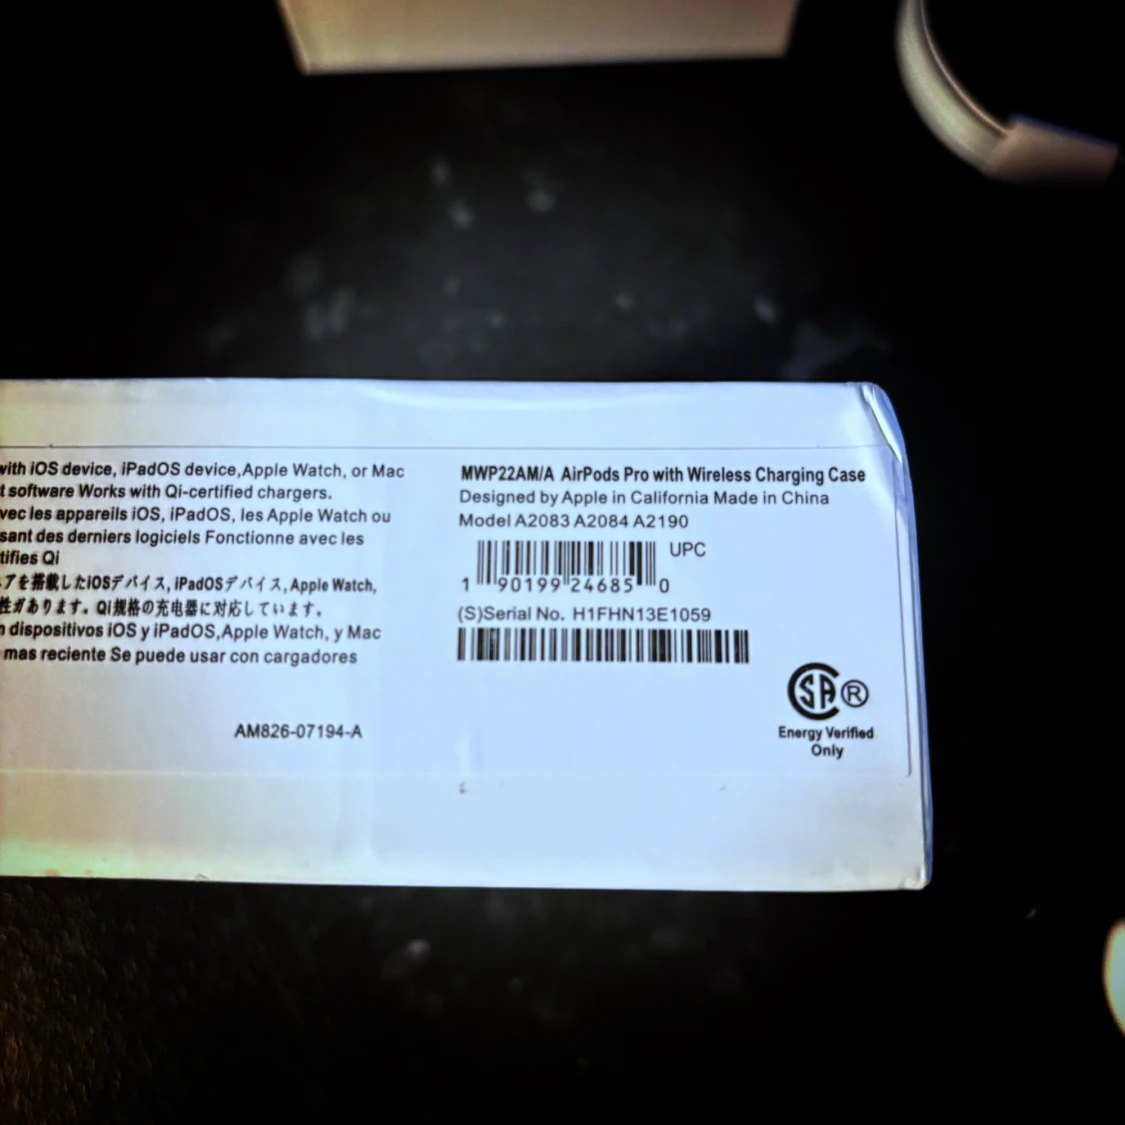 with iOS device, iPadOS device,Apple Watch, or Mac
t software Works with Qi-certified chargers.
vec les appareils iOS, iPadOS, les Apple Watch ou
sant des derniers logiciels Fonctionne avec les
tifies Qi
アを搭載したiOSデバイス, iPadOSデバイス, Apple Watch,
性があります。Qi規格の充電器に対応しています.
n dispositivos iOS y iPadOS,Apple Watch, y Mac
mas reciente Se puede usar con cargadores
AM826-07194-A
MWP22AM/A AirPods Pro with Wireless Charging Case
Designed by Apple in California Made in China
Model A2083 A2084 A2190
UPC
1 90199 24685 0
(S)Serial No. H1FHN13E1059
SA ®
Energy Verified
Only